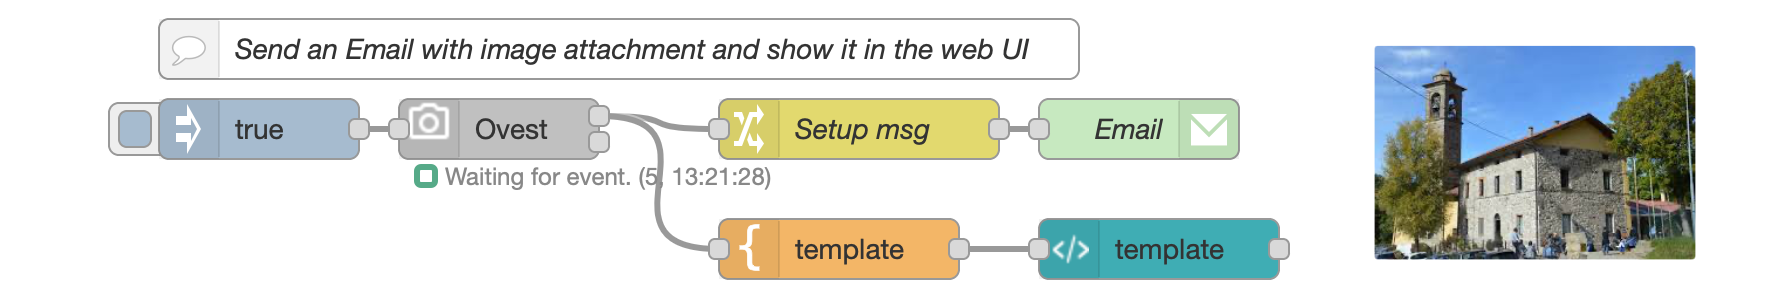 Send an Email with image attachment and show it in the web UI
true
Ovest
Setup msg
Email
Waiting for event. (5, 13:21:28)
template
template